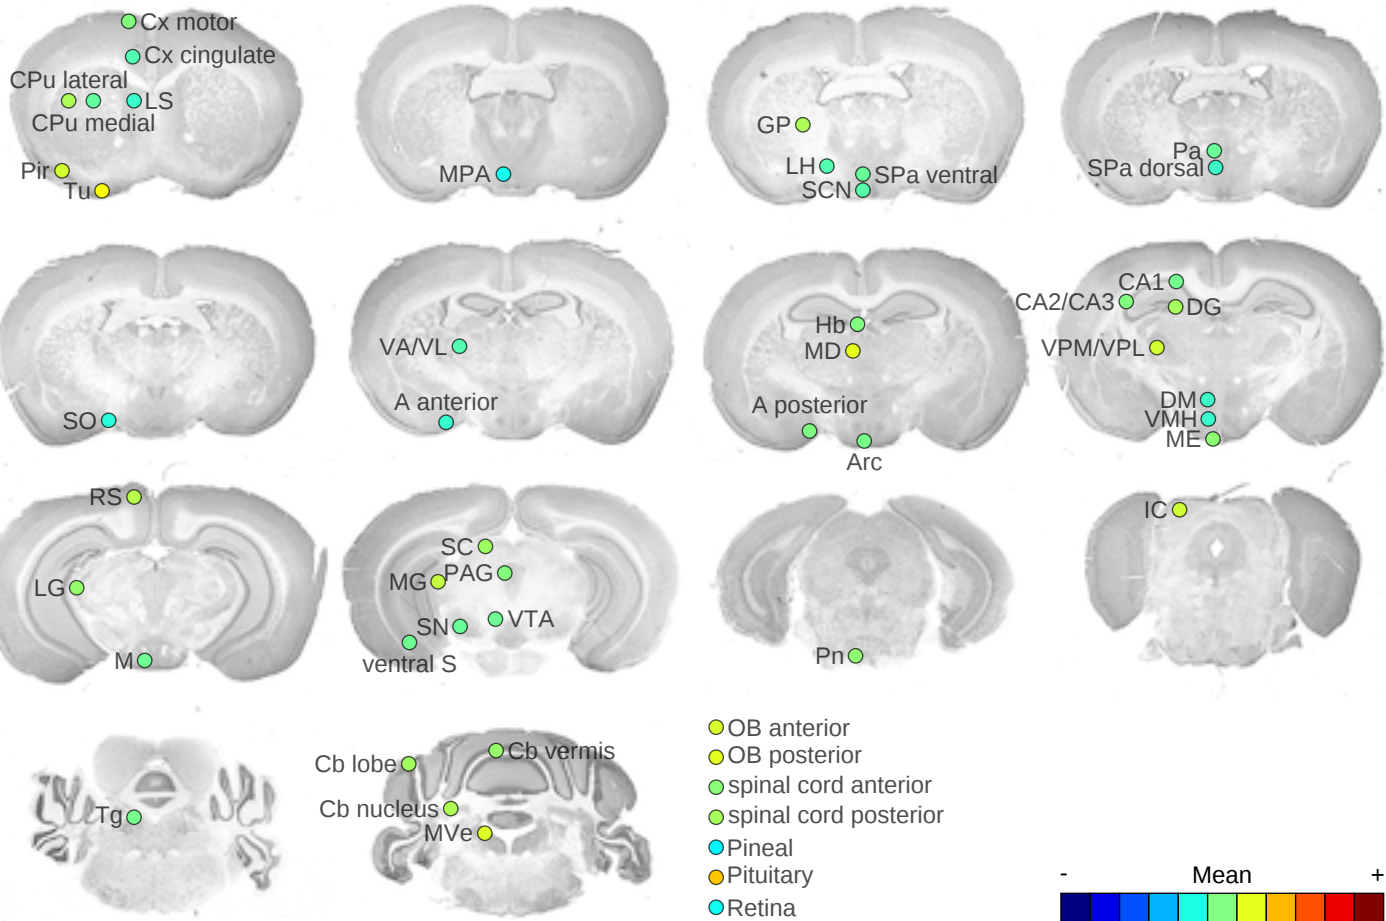 Cx motor
Cx cingulate
CPu lateral
LS
CPu medial
Pir
Tu
MPA
GP
LH
SPa ventral
SCN
Pa
SPa dorsal
SO
VA/VL
A anterior
Hb
MD
A posterior
Arc
CA1
CA2/CA3
DG
VPM/VPL
DM
VMH
ME
RS
LG
M
SC
MG
PAG
SN
VTA
ventral S
Pn
IC
Tg
Cb lobe
Cb vermis
Cb nucleus
MVe
OB anterior
OB posterior
spinal cord anterior
spinal cord posterior
Pineal
Pituitary
Retina
- Mean +